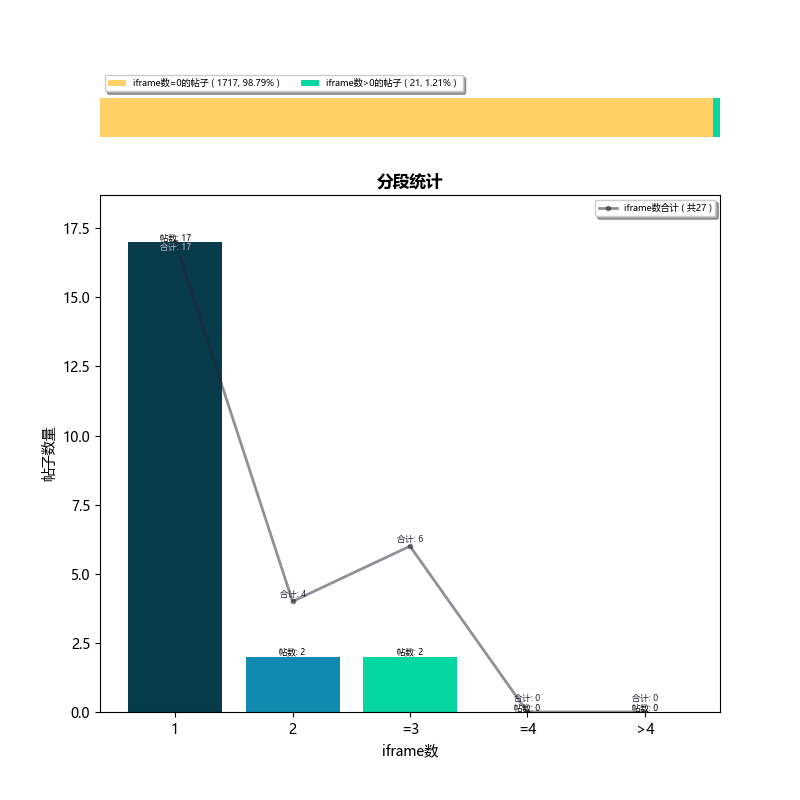 iframe数=0的帖子 ( 1717, 98.79% )
iframe数>0的帖子 ( 21, 1.21% )
分段统计
iframe数合计 ( 共27 )
17.5
15.0
12.5
10.0
7.5
5.0
2.5
0.0
帖子数量
帖数: 17
合计: 17
合计: 4
帖数: 2
合计: 6
帖数: 2
合计: 0
帖数: 0
合计: 0
帖数: 0
1
2
=3
=4
>4
iframe数